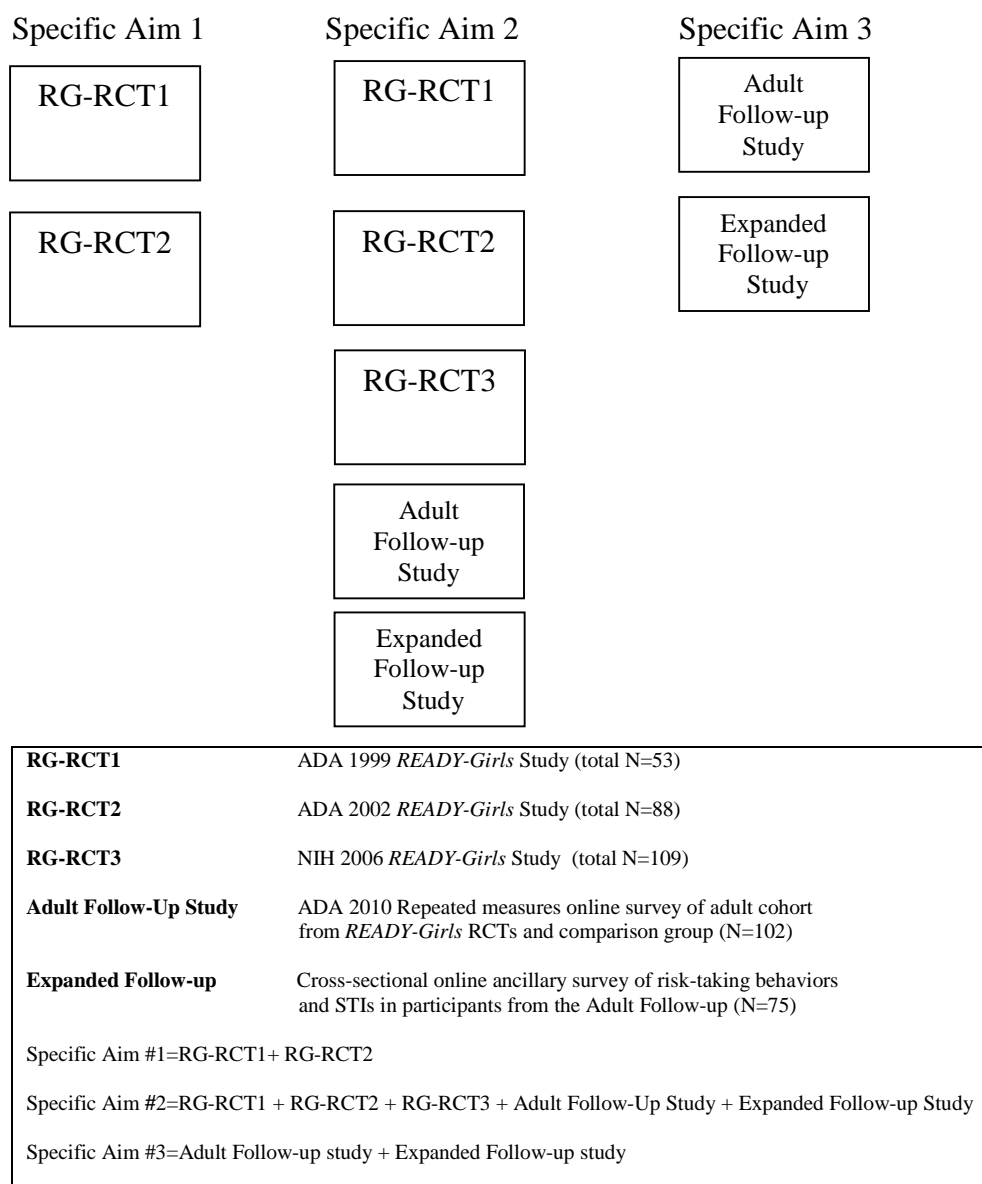 Specific Aim 1
RG-RCT1
RG-RCT2
Specific Aim 2
RG-RCT1
RG-RCT2
RG-RCT3
Adult
Follow-up
Study
Expanded
Follow-up
Study
Specific Aim 3
Adult
Follow-up
Study
Expanded
Follow-up
Study
RG-RCT1 ADA 1999 READY-Girls Study (total N=53)
RG-RCT2 ADA 2002 READY-Girls Study (total N=88)
RG-RCT3 NIH 2006 READY-Girls Study (total N=109)
Adult Follow-Up Study ADA 2010 Repeated measures online survey of adult cohort
from READY-Girls RCTs and comparison group (N=102)
Expanded Follow-up Cross-sectional online ancillary survey of risk-taking behaviors
and STIs in participants from the Adult Follow-up (N=75)
Specific Aim #1=RG-RCT1+ RG-RCT2
Specific Aim #2=RG-RCT1 + RG-RCT2 + RG-RCT3 + Adult Follow-Up Study + Expanded Follow-up Study
Specific Aim #3=Adult Follow-up study + Expanded Follow-up study